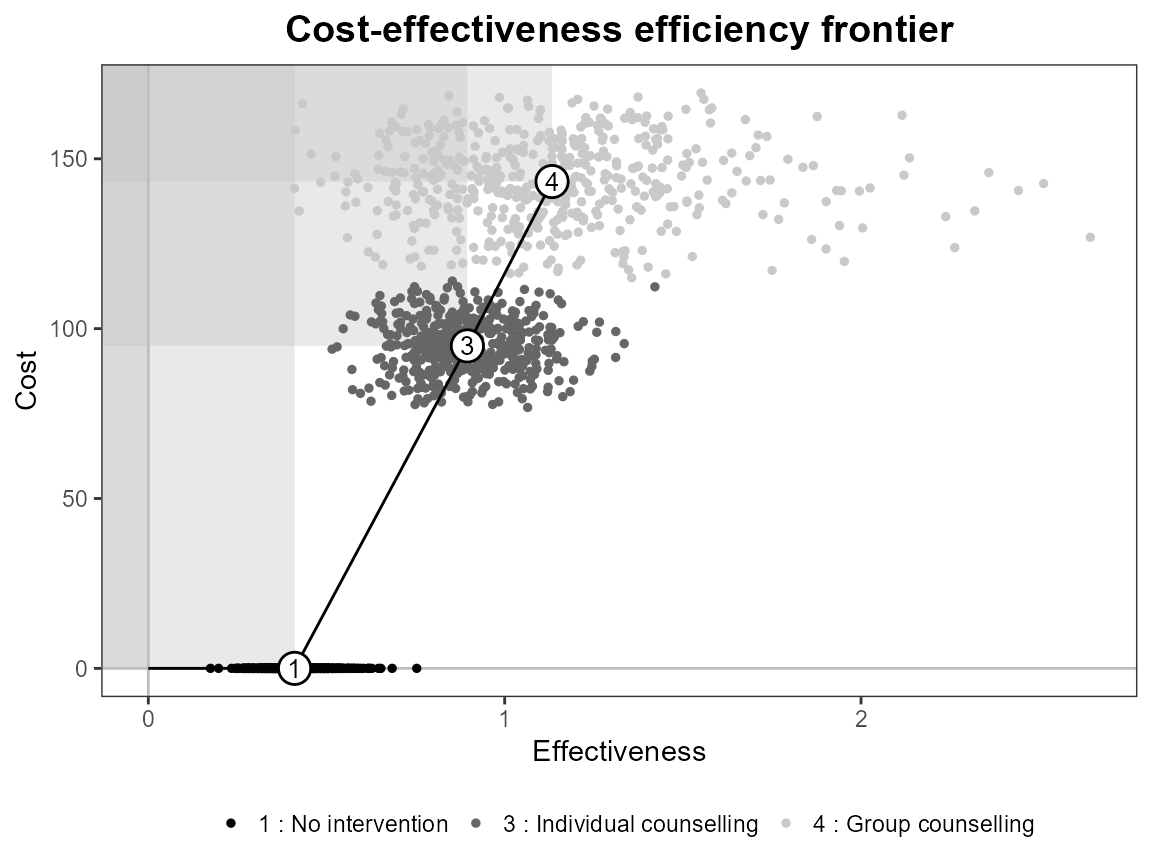 Cost-effectiveness efficiency frontier
150
100
50
0
Cost
4
3
1
0 1 2
Effectiveness
1 : No intervention 3 : Individual counselling 4 : Group counselling